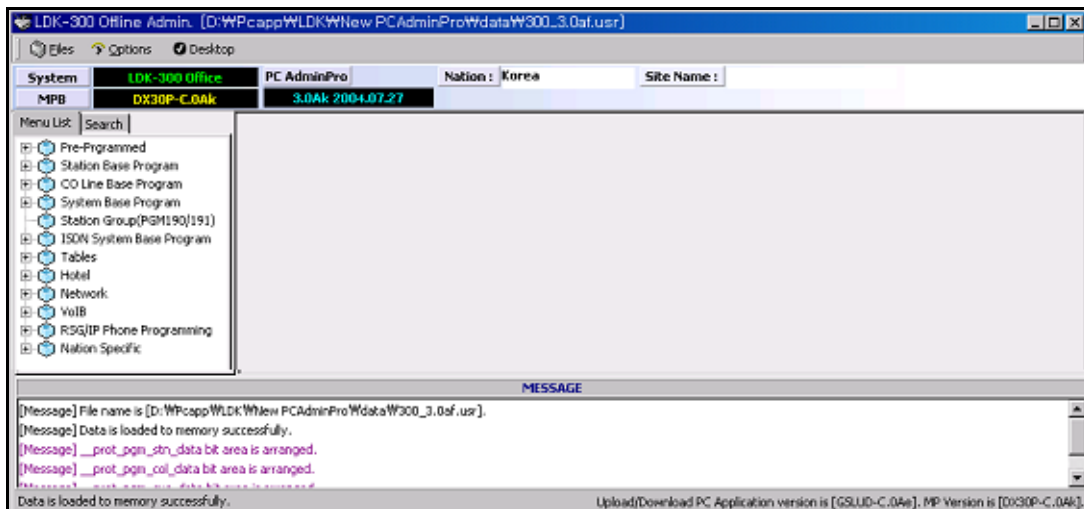 LDK-300 Offline Admin. [D:₩Pcapp₩LDK₩New PCAdminPro₩data₩300_3.0af.usr]
Files Options Desktop
System LDK-300 Office PC AdminPro Nation : Korea Site Name :
MPB DX30P-C.0Ak 3.0Ak 2004.07.27
Menu List Search
Pre-Prgrammed
Station Base Program
CO Line Base Program
System Base Program
Station Group(PGM190/191)
ISDN System Base Program
Tables
Hotel
Network
VoIB
RSG/IP Phone Programming
Nation Specific
MESSAGE
[Message] File name is [D:₩Pcapp₩LDK₩New PCAdminPro₩data₩300_3.0af.usr].
[Message] Data is loaded to memory successfully.
[Message] __prot_pgm_stn_data bit area is arranged.
[Message] __prot_pgm_col_data bit area is arranged.
Data is loaded to memory successfully. Upload/Download PC Application version is [GSLUD-C.0Ae]. MP Version is [DX30P-C.0Ak].